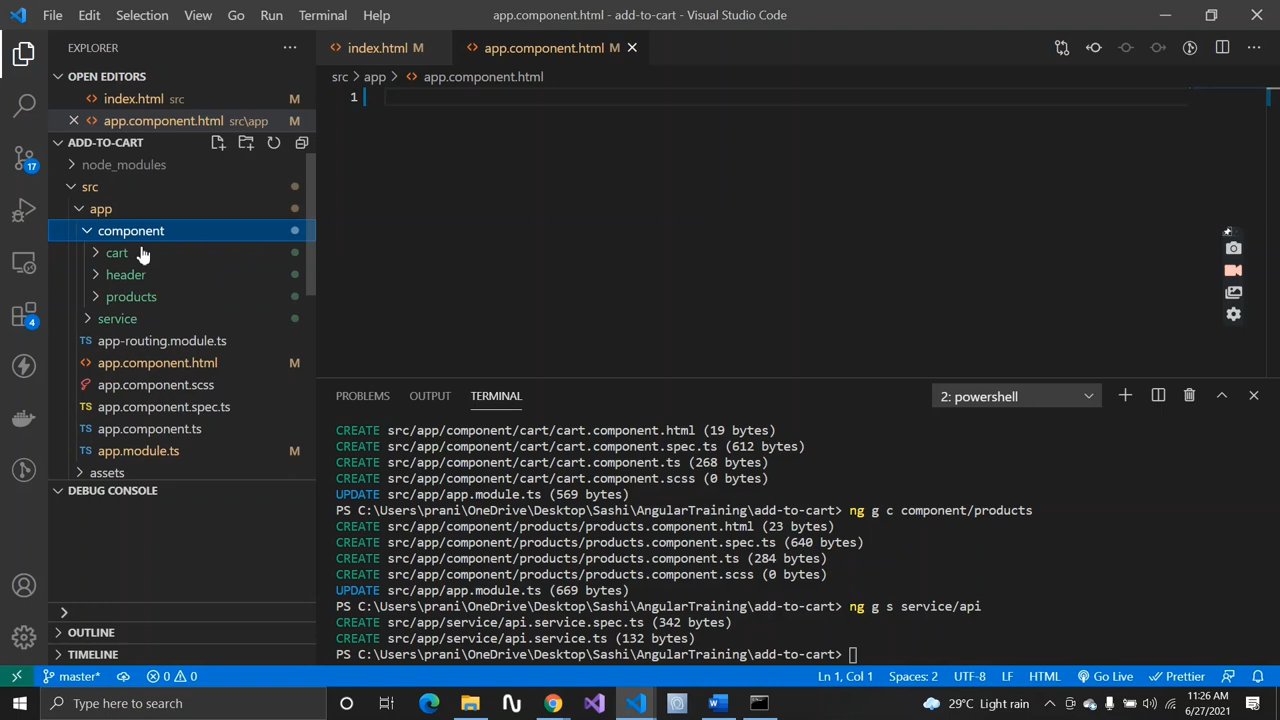 File Edit Selection View Go Run Terminal Help
app.component.html - add-to-cart - Visual Studio Code
EXPLORER
OPEN EDITORS
index.html src M
app.component.html src\app M
ADD-TO-CART
node_modules
src
app
component
cart
header
products
service
TS app-routing.module.ts
app.component.html M
app.component.scss
TS app.component.spec.ts
TS app.component.ts
TS app.module.ts M
assets
DEBUG CONSOLE
OUTLINE
TIMELINE
17
4
index.html M
app.component.html M
src > app > app.component.html
1
PROBLEMS OUTPUT TERMINAL
2: powershell
CREATE src/app/component/cart/cart.component.html (19 bytes)
CREATE src/app/component/cart/cart.component.spec.ts (612 bytes)
CREATE src/app/component/cart/cart.component.ts (268 bytes)
CREATE src/app/component/cart/cart.component.scss (0 bytes)
UPDATE src/app/app.module.ts (569 bytes)
PS C:\Users\prani\OneDrive\Desktop\Sashi\AngularTraining\add-to-cart> ng g c component/products
CREATE src/app/component/products/products.component.html (23 bytes)
CREATE src/app/component/products/products.component.spec.ts (640 bytes)
CREATE src/app/component/products/products.component.ts (284 bytes)
CREATE src/app/component/products/products.component.scss (0 bytes)
UPDATE src/app/app.module.ts (669 bytes)
PS C:\Users\prani\OneDrive\Desktop\Sashi\AngularTraining\add-to-cart> ng g s service/api
CREATE src/app/service/api.service.spec.ts (342 bytes)
CREATE src/app/service/api.service.ts (132 bytes)
PS C:\Users\prani\OneDrive\Desktop\Sashi\AngularTraining\add-to-cart>
master* 0 0 Ln 1, Col 1 Spaces: 2 UTF-8 LF HTML Go Live Prettier
Type here to search
29°C Light rain
11:26 AM
6/27/2021